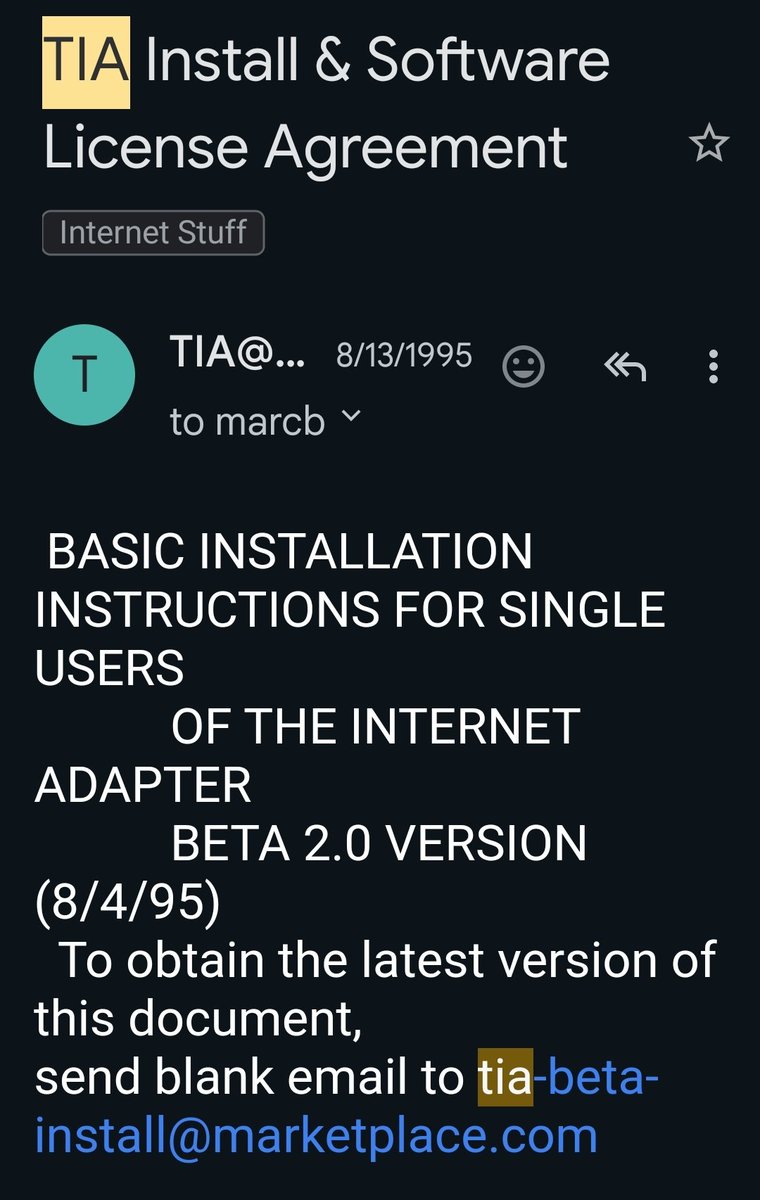 TIA Install & Software
License Agreement
Internet Stuff
T
TIA@... 8/13/1995
to marcb
BASIC INSTALLATION
INSTRUCTIONS FOR SINGLE
USERS
OF THE INTERNET
ADAPTER
BETA 2.0 VERSION
(8/4/95)
To obtain the latest version of
this document,
send blank email to tia-beta-
install@marketplace.com